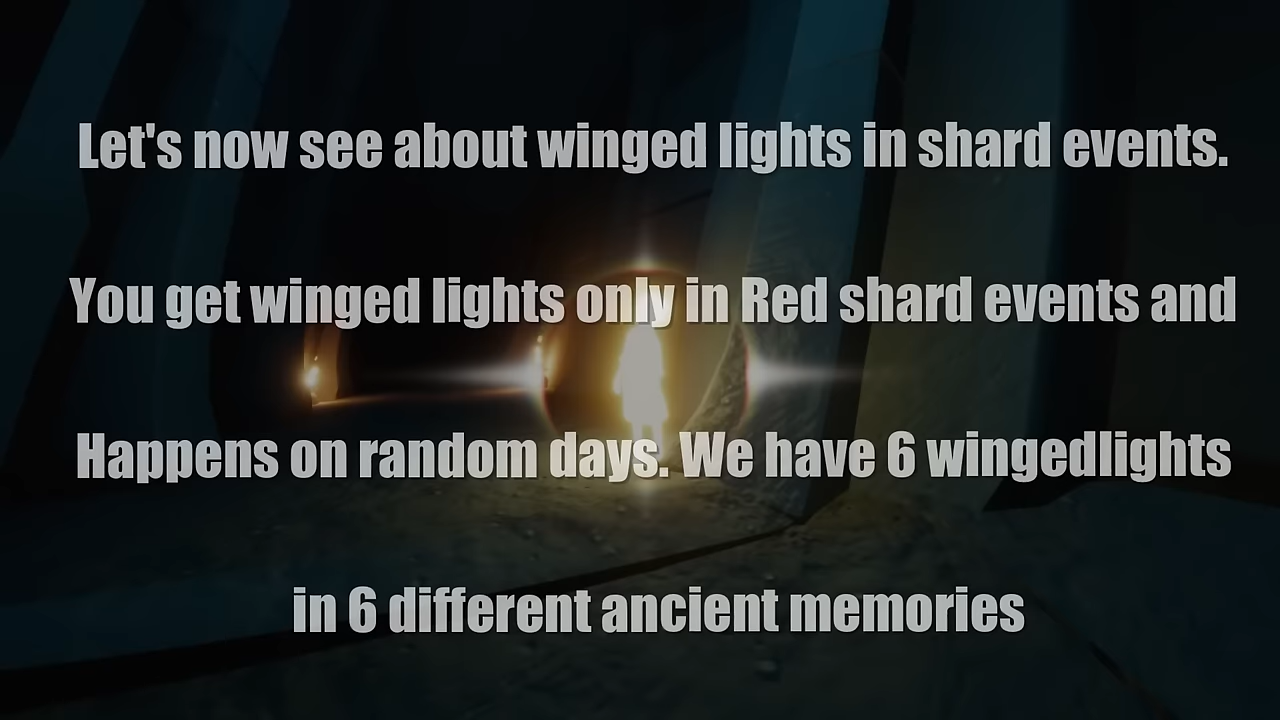 Let's now see about winged lights in shard events.
You get winged lights only in Red shard events and
Happens on random days. We have 6 wingedlights
in 6 different ancient memories